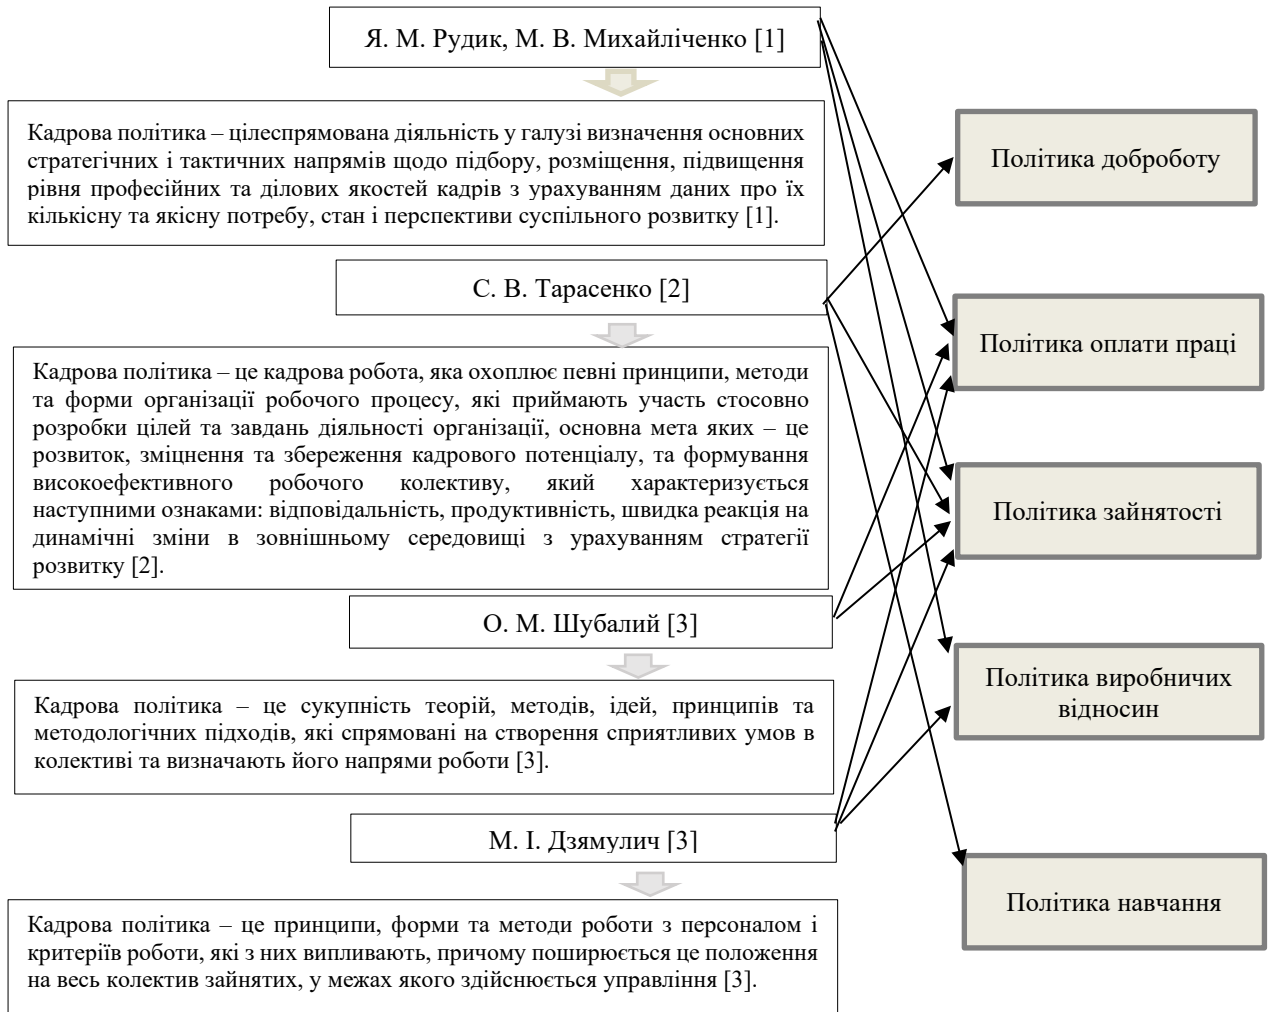 Я. М. Рудик, М. В. Михайліченко [1]
Кадрова політика – цілеспрямована діяльність у галузі визначення основних
стратегічних і тактичних напрямів щодо підбору, розміщення, підвищення
рівня професійних та ділових якостей кадрів з урахуванням даних про їх
кількісну та якісну потребу, стан і перспективи суспільного розвитку [1].
С. В. Тарасенко [2]
Кадрова політика – це кадрова робота, яка охоплює певні принципи, методи
та форми організації робочого процесу, які приймають участь стосовно
розробки цілей та завдань діяльності організації, основна мета яких – це
розвиток, зміцнення та збереження кадрового потенціалу, та формування
високоефективного робочого колективу, який характеризується
наступними ознаками: відповідальність, продуктивність, швидка реакція на
динамічні зміни в зовнішньому середовищі з урахуванням стратегії
розвитку [2].
О. М. Шубалий [3]
Кадрова політика – це сукупність теорій, методів, ідей, принципів та
методологічних підходів, які спрямовані на створення сприятливих умов в
колективі та визначають його напрями роботи [3].
М. І. Дзямулич [3]
Кадрова політика – це принципи, форми та методи роботи з персоналом і
критеріїв роботи, які з них випливають, причому поширюється це положення
на весь колектив зайнятих, у межах якого здійснюється управління [3].
Політика доброботу
Політика оплати праці
Політика зайнятості
Політика виробничих
відносин
Політика навчання